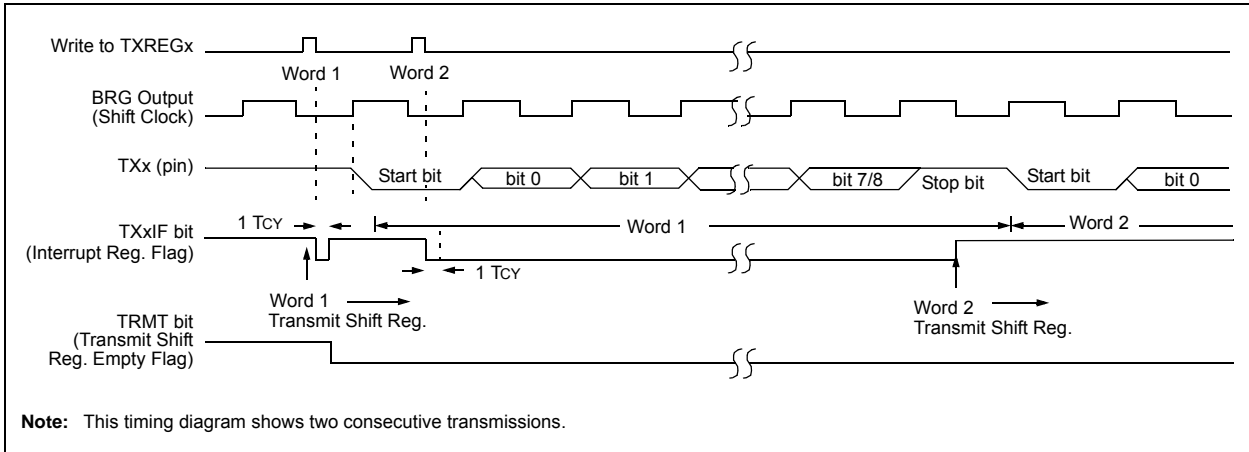 Write to TXREGx
Word 1
Word 2
BRG Output
(Shift Clock)
TXx (pin)
Start bit
bit 0
bit 1
bit 7/8
Stop bit
Start bit
bit 0
1 TCY
Word 1
Word 2
TXxIF bit
(Interrupt Reg. Flag)
1 TCY
Word 1
Transmit Shift Reg.
Word 2
Transmit Shift Reg.
TRMT bit
(Transmit Shift
Reg. Empty Flag)
Note: This timing diagram shows two consecutive transmissions.